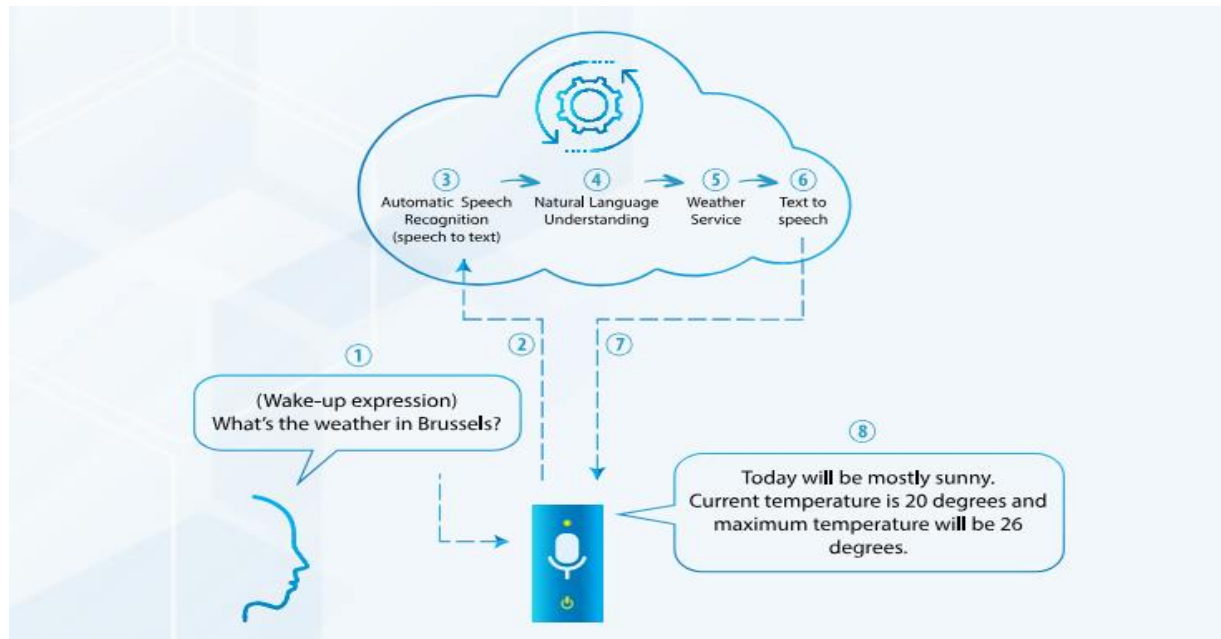 3
Automatic Speech
Recognition
(speech to text)
4
Natural Language
Understanding
5
Weather
Service
6
Text to
speech
1
(Wake-up expression)
What's the weather in Brussels?
2
7
8
Today will be mostly sunny.
Current temperature is 20 degrees and
maximum temperature will be 26
degrees.